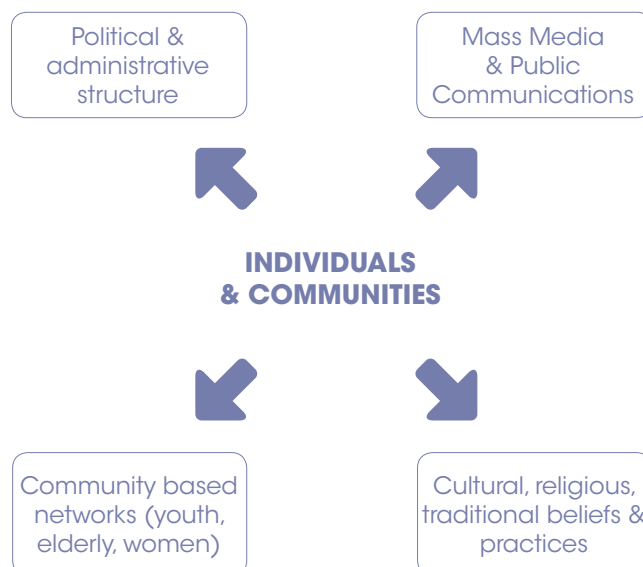 Political &
administrative
structure
Mass Media
& Public
Communications
INDIVIDUALS
& COMMUNITIES
Community based
networks (youth,
elderly, women)
Cultural, religious,
traditional beliefs &
practices